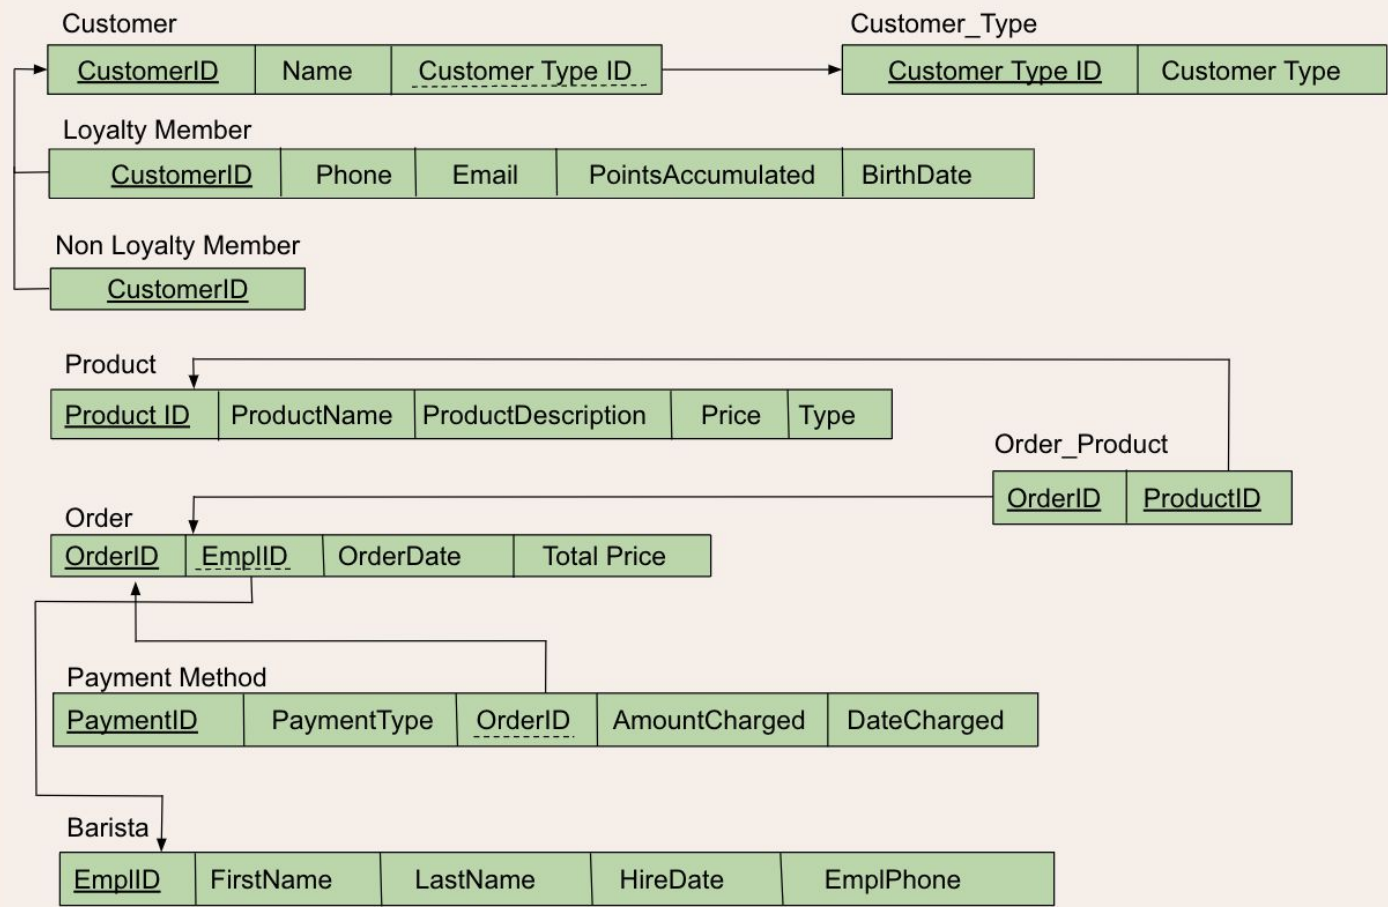 Customer
Customer_Type
CustomerID Name Customer Type ID
Customer Type ID Customer Type
Loyalty Member
CustomerID Phone Email PointsAccumulated BirthDate
Non Loyalty Member
CustomerID
Product
Product ID ProductName ProductDescription Price Type
Order_Product
OrderID ProductID
Order
OrderID EmplID OrderDate Total Price
Payment Method
PaymentID PaymentType OrderID AmountCharged DateCharged
Barista
EmplID FirstName LastName HireDate EmplPhone